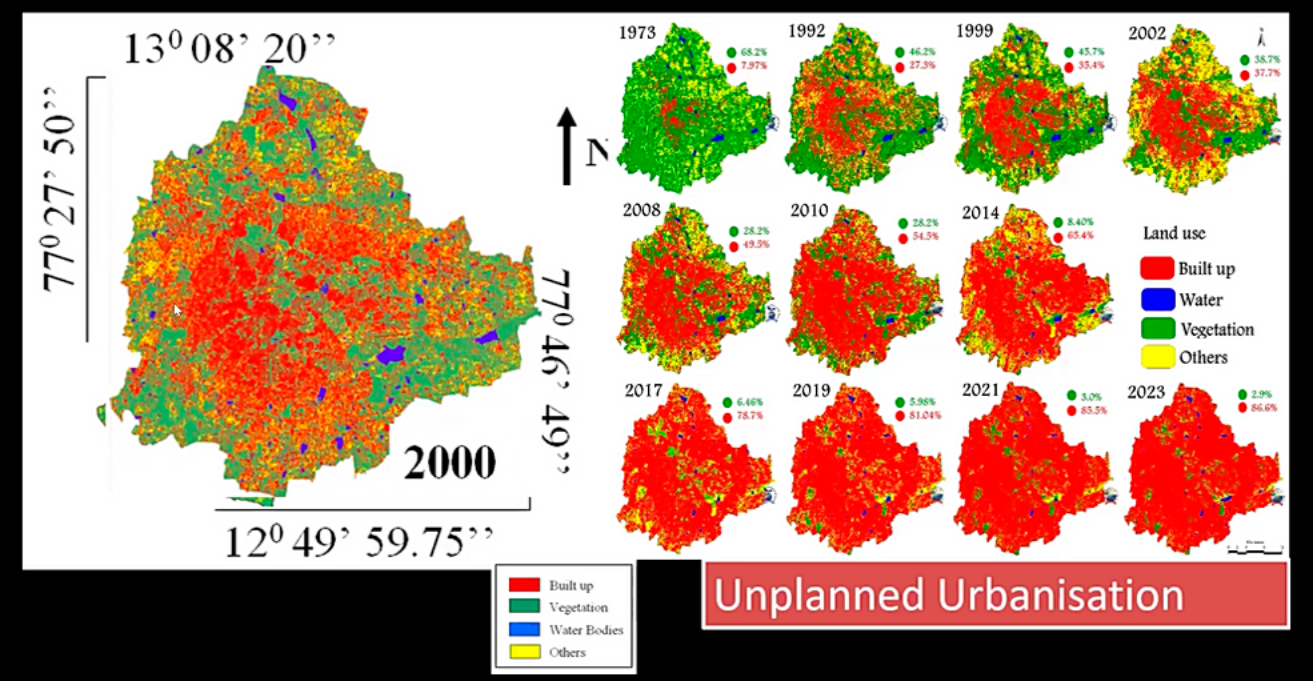 13⁰ 08’ 20’’
77⁰ 27’ 50’’
N
77⁰ 46’ 49’’
2000
12⁰ 49’ 59.75’’
Built up
Vegetation
Water Bodies
Others
1973
68.2%
7.97%
1992
46.2%
27.3%
1999
45.7%
35.4%
2002
38.7%
37.7%
2008
28.2%
49.5%
2010
28.2%
54.5%
2014
8.40%
65.4%
Land use
Built up
Water
Vegetation
Others
2017
6.46%
78.7%
2019
5.98%
81.04%
2021
3.0%
85.5%
2023
2.9%
86.6%
Unplanned Urbanisation